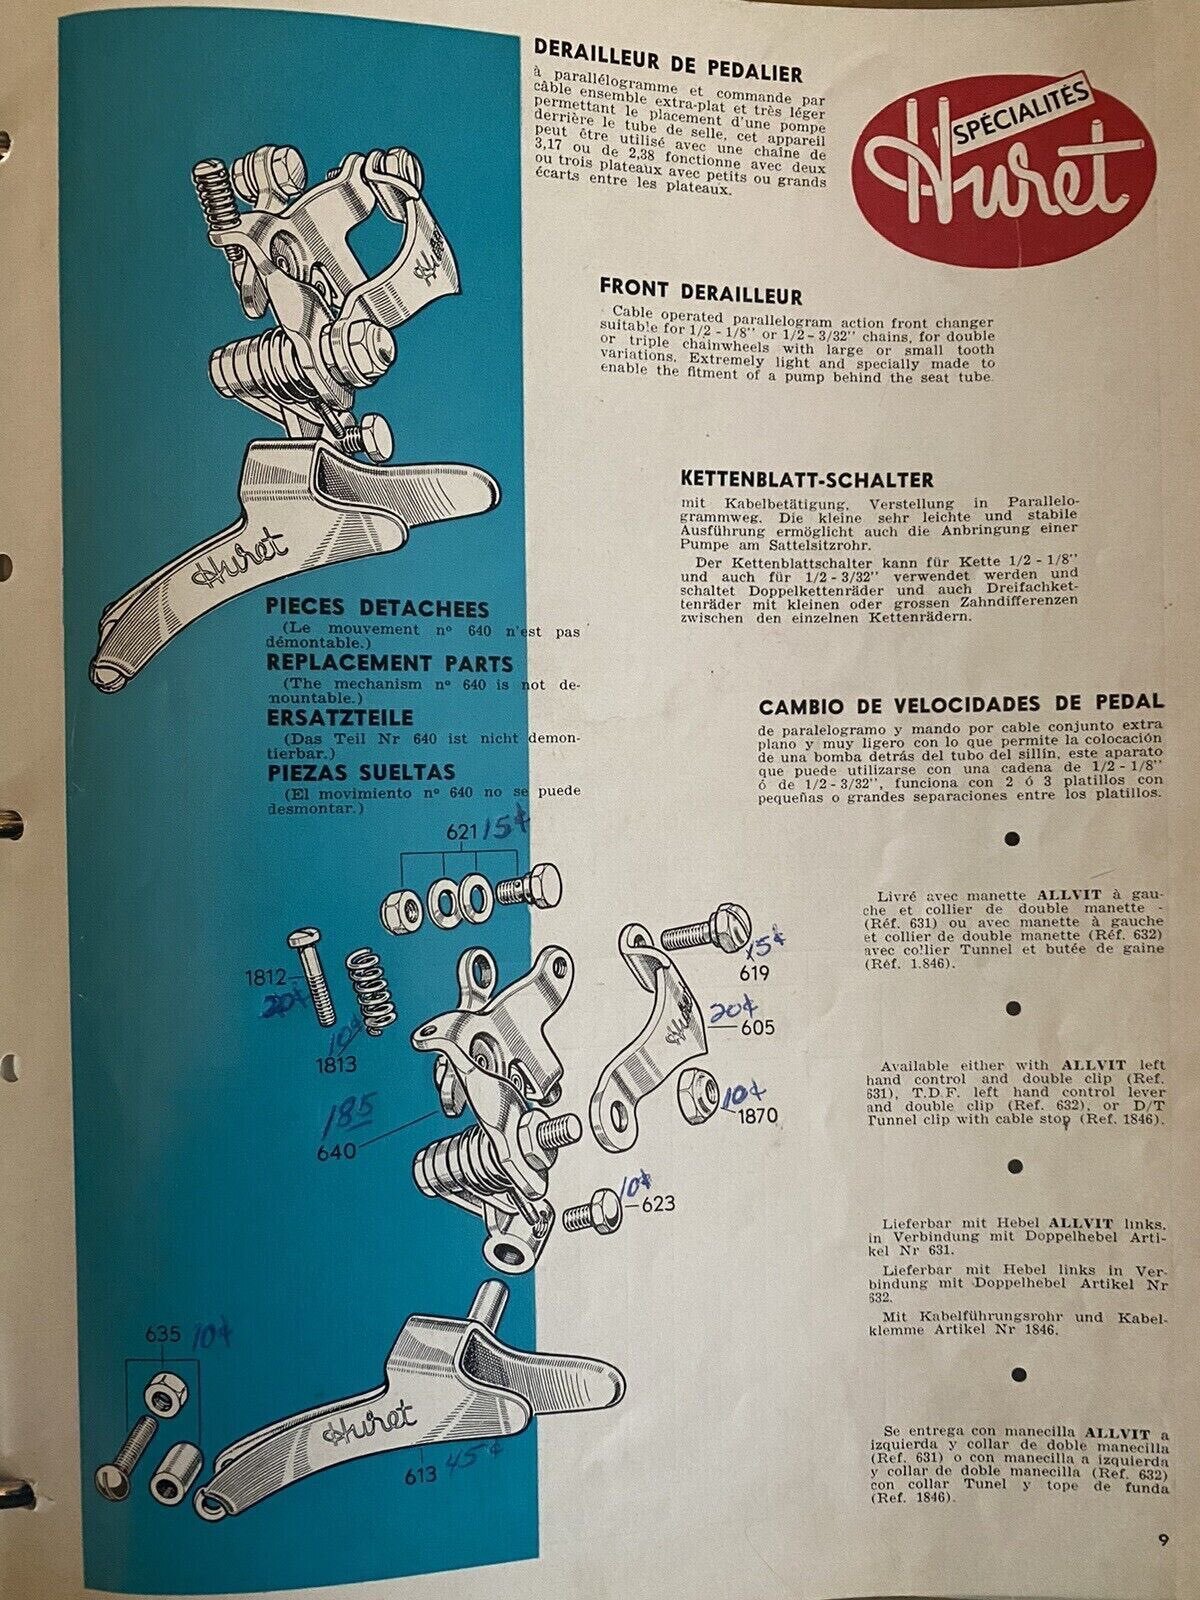 DERAILLEUR DE PEDALIER
à parallélogramme et commande par
câble ensemble extra-plat et très léger
permettant le placement d'une pompe
derrière le tube de selle, cet appareil
peut être utilisé avec une chaîne de
3,17 ou de 2,38 fonctionne avec deux
ou trois plateaux avec petits ou grands
écarts entre les plateaux.
SPÉCIALITÉS
Huret
FRONT DERAILLEUR
Cable operated parallelogram action front changer
suitable for 1/2 - 1/8" or 1/2 - 3/32" chains, for double
or triple chainwheels with large or small tooth
variations, Extremely light and specially made to
enable the fitment of a pump behind the seat tube
KETTENBLATT-SCHALTER
mit Kabelbetätigung. Verstellung in Parallelo-
grammweg. Die kleine sehr leichte und stabile
Ausführung ermöglicht auch die Anbringung einer
Pumpe am Sattelsitzrohr.
Der Kettenblattschalter kann für Kette 1/2 - 1/8"
und auch für 1/2 - 3/32" verwendet werden und
schaltet Doppelkettenräder und auch Dreifachket-
tenräder mit kleinen oder grossen Zahndifferenzen
zwischen den einzelnen Kettenrädern.
CAMBIO DE VELOCIDADES DE PEDAL
de paralelogramo y mando por cable conjunto extra
plano y muy ligero con lo que permite la colocación
de una bomba detrás del tubo del sillín, este aparato
que puede utilizarse con una cadena de 1/2 - 1/8"
ó de 1/2 - 3/32", funciona con 2 ó 3 platillos con
pequeñas o grandes separaciones entre los platillos.
Huret
Huret
PIECES DETACHEES
(Le mouvement n° 640 n'est pas
démontable.)
REPLACEMENT PARTS
(The mechanism n° 640 is not de-
mountable.)
ERSATZTEILE
(Das Teil Nr 640 ist nicht demon-
tierbar.)
PIEZAS SUELTAS
(El movimiento n° 640 no se puede
desmontar.)
621 15¢
1812
20¢
10¢
1813
185
640
15¢
619
20¢
605
Huret
10¢
1870
10¢
623
635 10¢
Huret
613 45¢
Livré avec manette ALLVIT à gau-
che et collier de double manette -
(Réf. 631) ou avec manette à gauche
et collier de double manette (Réf. 632)
avec collier Tunnel et butée de gaine
(Réf. 1.846).
Available either with ALLVIT left
hand control and double clip (Ref.
631), T.D.F. left hand control lever
and double clip (Ref. 632), or D/T
Tunnel clip with cable stop (Ref. 1846).
Lieferbar mit Hebel ALLVIT links,
in Verbindung mit Doppelhebel Arti-
kel Nr 631.
Lieferbar mit Hebel links in Ver-
bindung mit Doppelhebel Artikel Nr
632.
Mit Kabelführungsrohr und Kabel-
klemme Artikel Nr 1846.
Se entrega con manecilla ALLVIT a
izquierda y collar de doble manecilla
(Ref. 631) o con manecilla a izquierda
y collar de doble manecilla (Ref. 632)
con collar Tunel y tope de funda
(Ref. 1846).
9